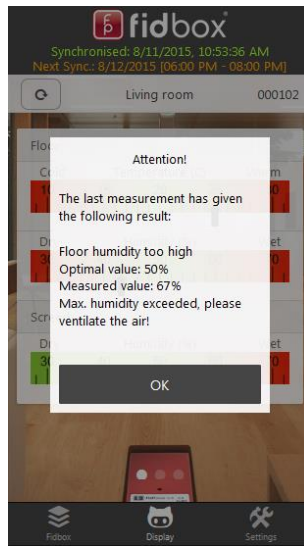 fidbox
Synchronised: 8/11/2015, 10:53:36 AM
Next Sync.: 8/12/2015 [06:00 PM - 08:00 PM]
Living room 000102
Attention!
The last measurement has given
the following result:
Floor humidity too high
Optimal value: 50%
Measured value: 67%
Max. humidity exceeded, please
ventilate the air!
OK
Fidbox Display Settings